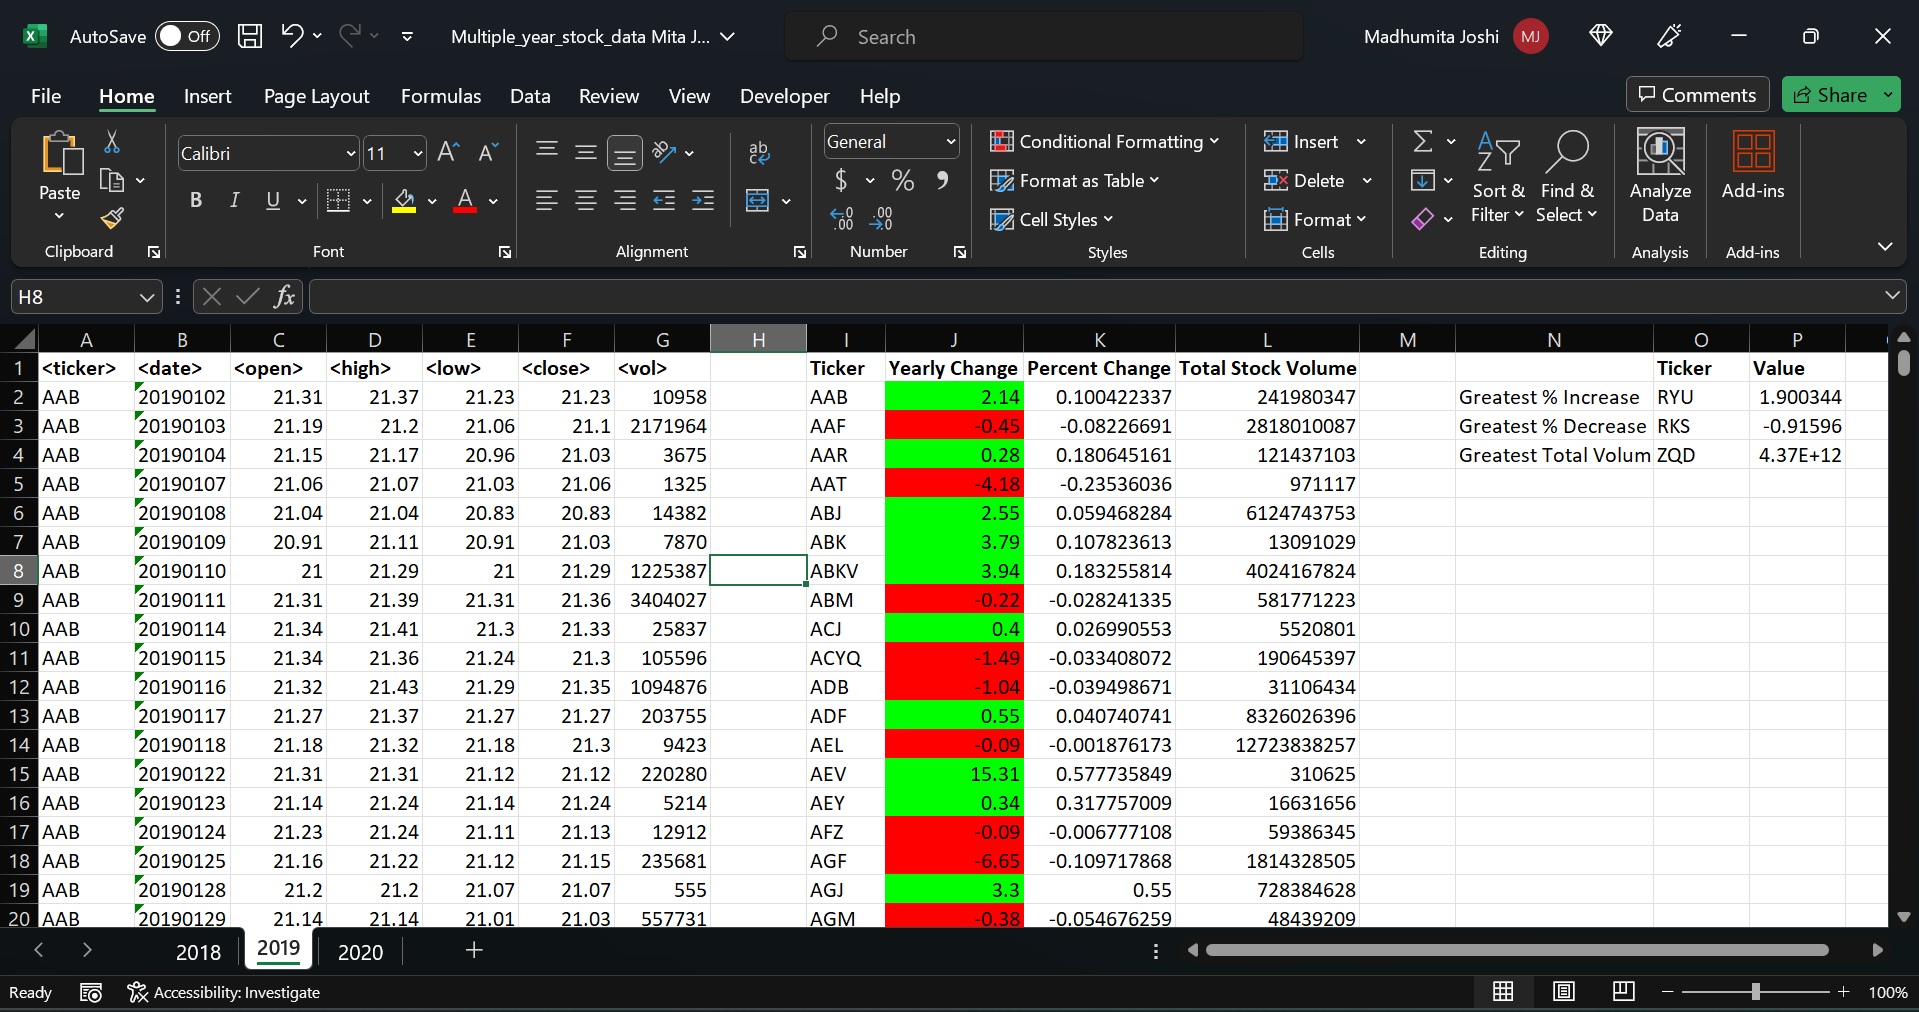 AutoSave Off Multiple_year_stock_data Mita J... Search Madhumita Joshi MJ
File Home Insert Page Layout Formulas Data Review View Developer Help Comments Share
Paste Calibri 11 General Conditional Formatting Insert Sort & Filter Find & Select Analyze Data Add-ins
B I U ab c $ % , Format as Table Delete
Cell Styles Format
Clipboard Font Alignment Number Styles Cells Editing Analysis Add-ins
H8 fx
A B C D E F G H I J K L M N O P
1 <ticker> <date> <open> <high> <low> <close> <vol> Ticker Yearly Change Percent Change Total Stock Volume Ticker Value
2 AAB 20190102 21.31 21.37 21.23 21.23 10958 AAB 2.14 0.100422337 241980347 Greatest % Increase RYU 1.900344
3 AAB 20190103 21.19 21.2 21.06 21.1 2171964 AAF -0.45 -0.08226691 2818010087 Greatest % Decrease RKS -0.91596
4 AAB 20190104 21.15 21.17 20.96 21.03 3675 AAR 0.28 0.180645161 121437103 Greatest Total Volum ZQD 4.37E+12
5 AAB 20190107 21.06 21.07 21.03 21.06 1325 AAT -4.18 -0.23536036 971117
6 AAB 20190108 21.04 21.04 20.83 20.83 14382 ABJ 2.55 0.059468284 6124743753
7 AAB 20190109 20.91 21.11 20.91 21.03 7870 ABK 3.79 0.107823613 13091029
8 AAB 20190110 21 21.29 21 21.29 1225387 ABKV 3.94 0.183255814 4024167824
9 AAB 20190111 21.31 21.39 21.31 21.36 3404027 ABM -0.22 -0.028241335 581771223
10 AAB 20190114 21.34 21.41 21.3 21.33 25837 ACJ 0.4 0.026990553 5520801
11 AAB 20190115 21.34 21.36 21.24 21.3 105596 ACYQ -1.49 -0.033408072 190645397
12 AAB 20190116 21.32 21.43 21.29 21.35 1094876 ADB -1.04 -0.039498671 31106434
13 AAB 20190117 21.27 21.37 21.27 21.27 203755 ADF 0.55 0.040740741 8326026396
14 AAB 20190118 21.18 21.32 21.18 21.3 9423 AEL -0.09 -0.001876173 12723838257
15 AAB 20190122 21.31 21.31 21.12 21.12 220280 AEV 15.31 0.577735849 310625
16 AAB 20190123 21.14 21.24 21.14 21.24 5214 AEY 0.34 0.317757009 16631656
17 AAB 20190124 21.23 21.24 21.11 21.13 12912 AFZ -0.09 -0.006777108 59386345
18 AAB 20190125 21.16 21.22 21.12 21.15 235681 AGF -6.65 -0.109717868 1814328505
19 AAB 20190128 21.2 21.2 21.07 21.07 555 AGJ 3.3 0.55 728384628
20 AAB 20190129 21.14 21.14 21.01 21.03 557731 AGM -0.38 -0.054676259 48439209
2018 2019 2020
Ready Accessibility: Investigate 100%